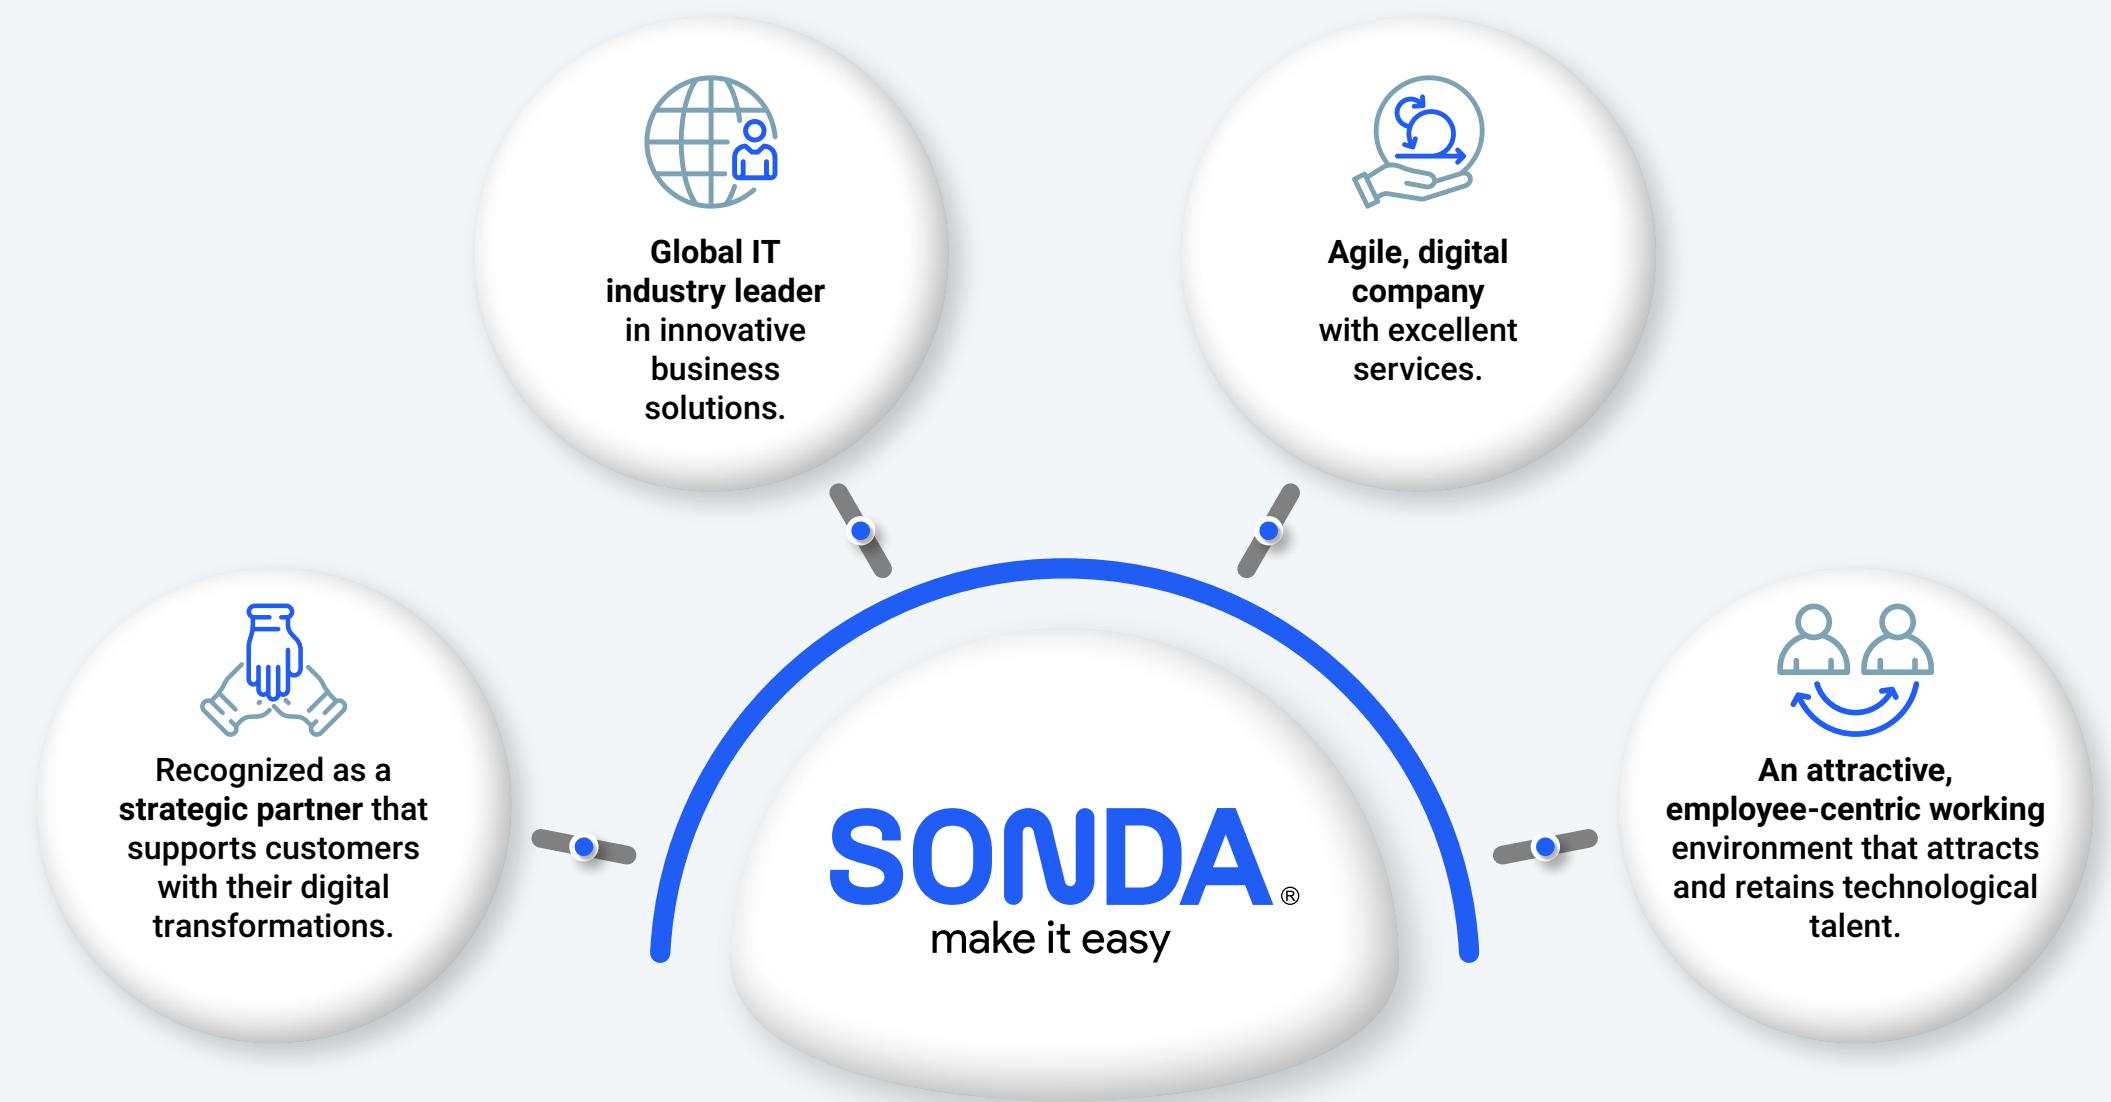 Global IT
industry leader
in innovative
business
solutions.
Agile, digital
company
with excellent
services.
Recognized as a
strategic partner that
supports customers
with their digital
transformations.
An attractive,
employee-centric working
environment that attracts
and retains technological
talent.
SONDA®
make it easy